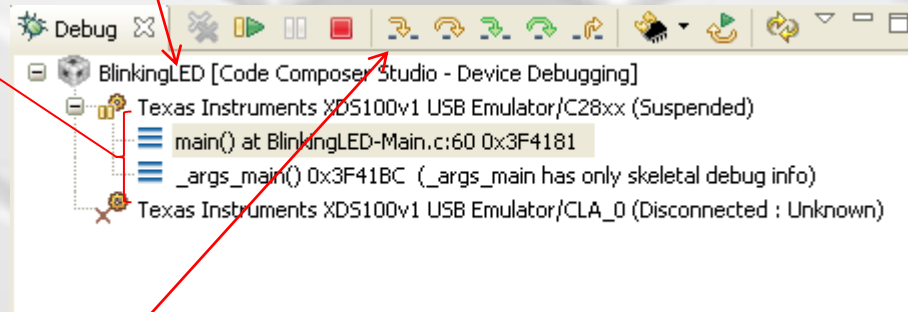 Debug
BlinkingLED [Code Composer Studio - Device Debugging]
Texas Instruments XDS100v1 USB Emulator/C28xx (Suspended)
main() at BlinkingLED-Main.c:60 0x3F4181
_args_main() 0x3F41BC (_args_main has only skeletal debug info)
Texas Instruments XDS100v1 USB Emulator/CLA_0 (Disconnected : Unknown)